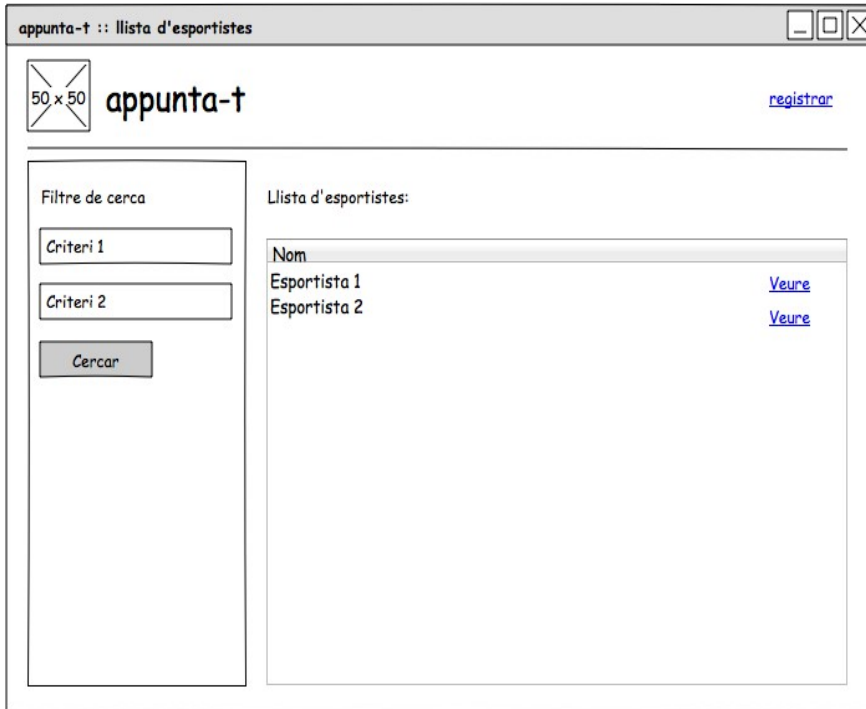 appunta-t :: llista d'esportistes
50 x 50
appunta-t
registrar
Filtre de cerca
Criteri 1
Criteri 2
Cercar
Llista d'esportistes:
Nom
Esportista 1 Veure
Esportista 2 Veure